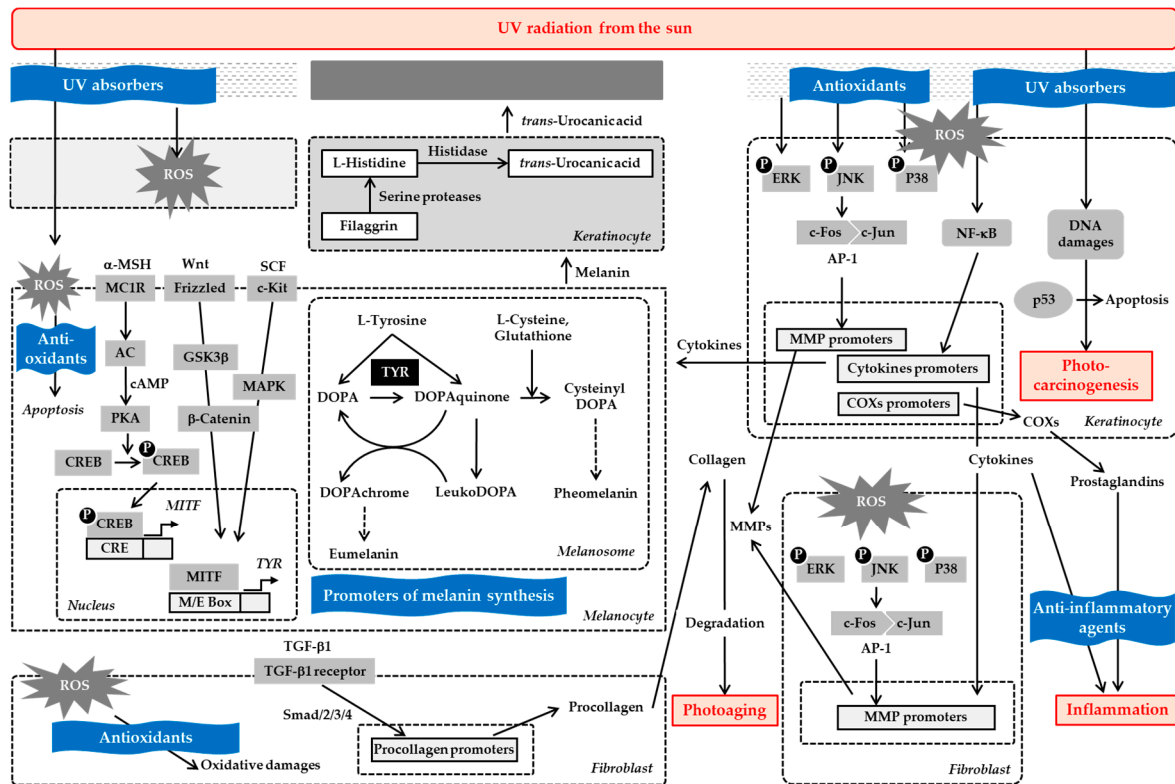 UV radiation from the sun
UV absorbers
Antioxidants
UV absorbers
trans-Urocanic acid
ROS
L-Histidine
Histidase
trans-Urocanic acid
Serine proteases
Filaggrin
Keratinocyte
Melanin
ROS
P
ERK
P
JNK
P
P38
c-Fos
c-Jun
AP-1
NF-κB
DNA
damages
p53
Apoptosis
MMP promoters
Cytokines promoters
COXs promoters
Photo-
carcinogenesis
COXs
Keratinocyte
Cytokines
ROS
α-MSH
MC1R
Wnt
Frizzled
SCF
c-Kit
Anti-
oxidants
Apoptosis
AC
cAMP
PKA
GSK3β
MAPK
β-Catenin
CREB
P
CREB
P
CREB
CRE
MITF
MITF
M/E Box
TYR
Nucleus
L-Tyrosine
L-Cysteine,
Glutathione
TYR
DOPA
DOPAquinone
Cysteinyl
DOPA
DOPAchrome
LeukoDOPA
Pheomelanin
Eumelanin
Melanosome
Promoters of melanin synthesis
Melanocyte
Collagen
MMPs
Degradation
Photoaging
Cytokines
Prostaglandins
ROS
P
ERK
P
JNK
P
P38
c-Fos
c-Jun
AP-1
MMP promoters
Fibroblast
Anti-inflammatory
agents
Inflammation
TGF-β1
TGF-β1 receptor
ROS
Antioxidants
Oxidative damages
Smad/2/3/4
Procollagen promoters
Procollagen
Fibroblast